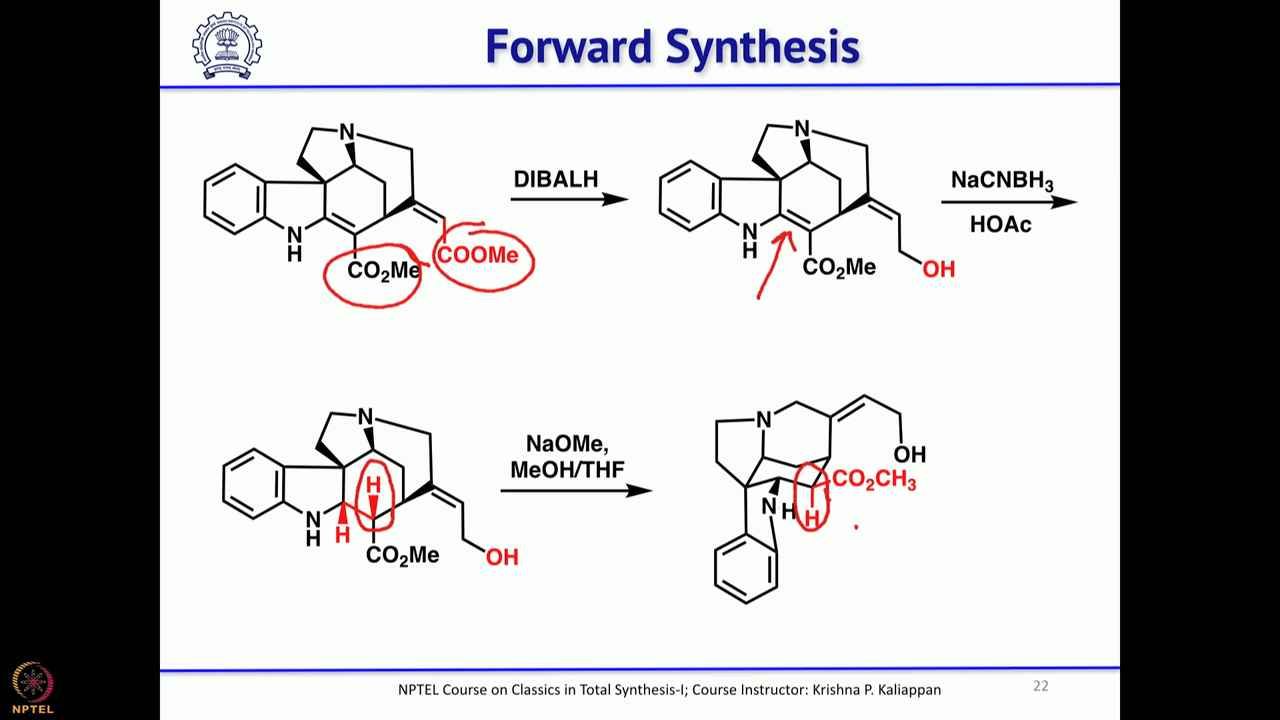 Forward Synthesis
N
N
H
CO₂Me
COOMe
DIBALH
N
N
H
CO₂Me
OH
NaCNBH₃
HOAc
N
N
H
H
H
CO₂Me
OH
NaOMe,
MeOH/THF
N
OH
CO₂CH₃
N
H
H
NPTEL
NPTEL Course on Classics in Total Synthesis-I; Course Instructor: Krishna P. Kaliappan
22